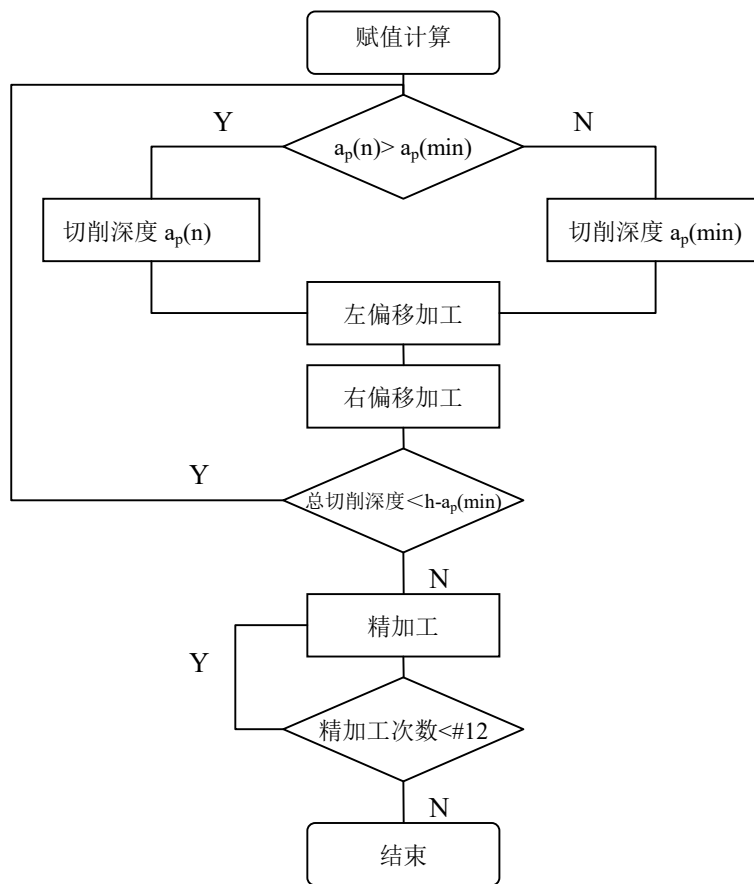 赋值计算
Y
N
aₚ(n)> aₚ(min)
切削深度 aₚ(n)
切削深度 aₚ(min)
左偏移加工
右偏移加工
Y
总切削深度＜h-aₚ(min)
N
精加工
Y
精加工次数<#12
N
结束